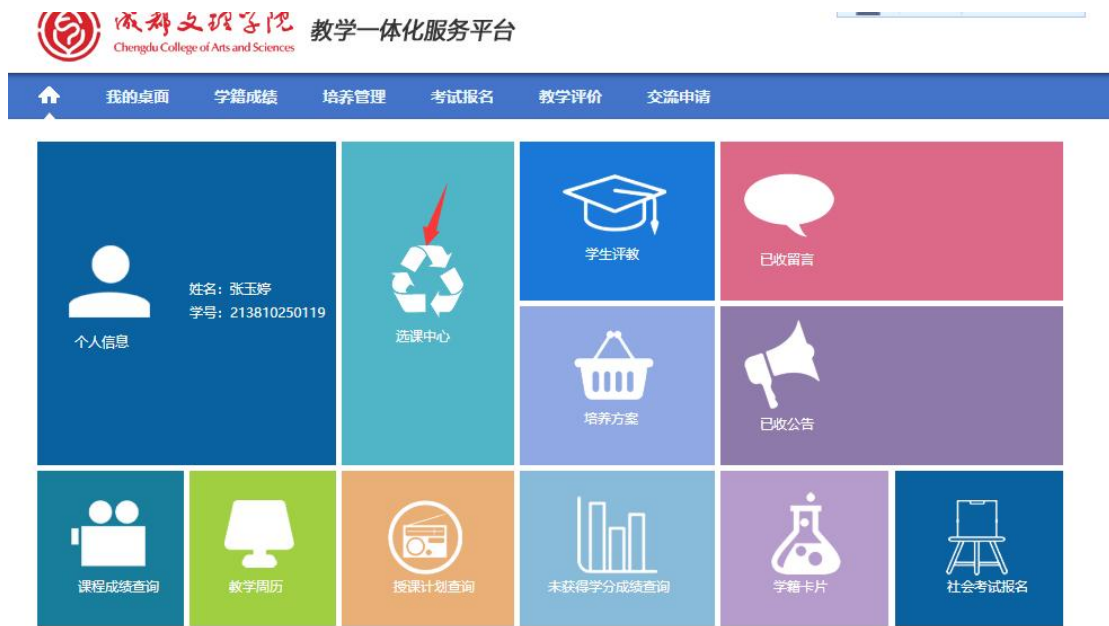 成都文理学院
Chengdu College of Arts and Sciences
教学一体化服务平台
我的桌面 学籍成绩 培养管理 考试报名 教学评价 交流申请
姓名：张玉婷
学号：213810250119
个人信息
选课中心
学生评教
已收留言
培养方案
已收公告
课程成绩查询
教学周历
授课计划查询
未获得学分成绩查询
学籍卡片
社会考试报名